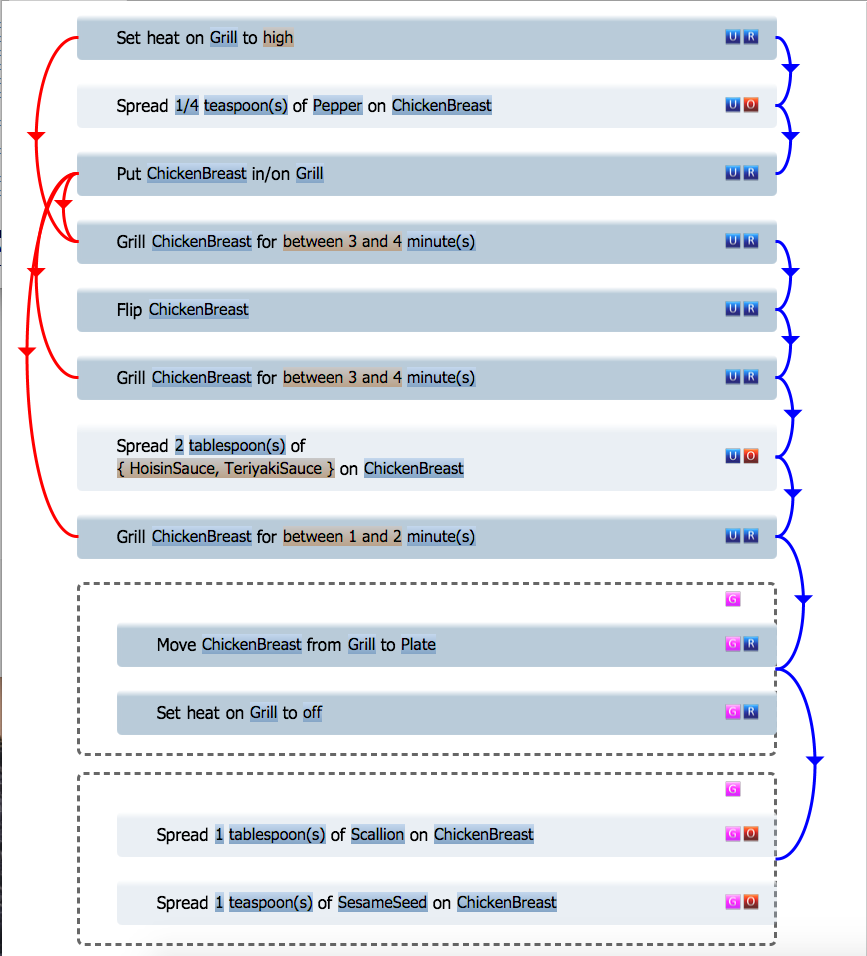 Set heat on Grill to high U R
Spread 1/4 teaspoon(s) of Pepper on ChickenBreast U O
Put ChickenBreast in/on Grill U R
Grill ChickenBreast for between 3 and 4 minute(s) U R
Flip ChickenBreast U R
Grill ChickenBreast for between 3 and 4 minute(s) U R
Spread 2 tablespoon(s) of
{ HoisinSauce, TeriyakiSauce } on ChickenBreast U O
Grill ChickenBreast for between 1 and 2 minute(s) U R
G
Move ChickenBreast from Grill to Plate G R
Set heat on Grill to off G R
G
Spread 1 tablespoon(s) of Scallion on ChickenBreast G O
Spread 1 teaspoon(s) of SesameSeed on ChickenBreast G O